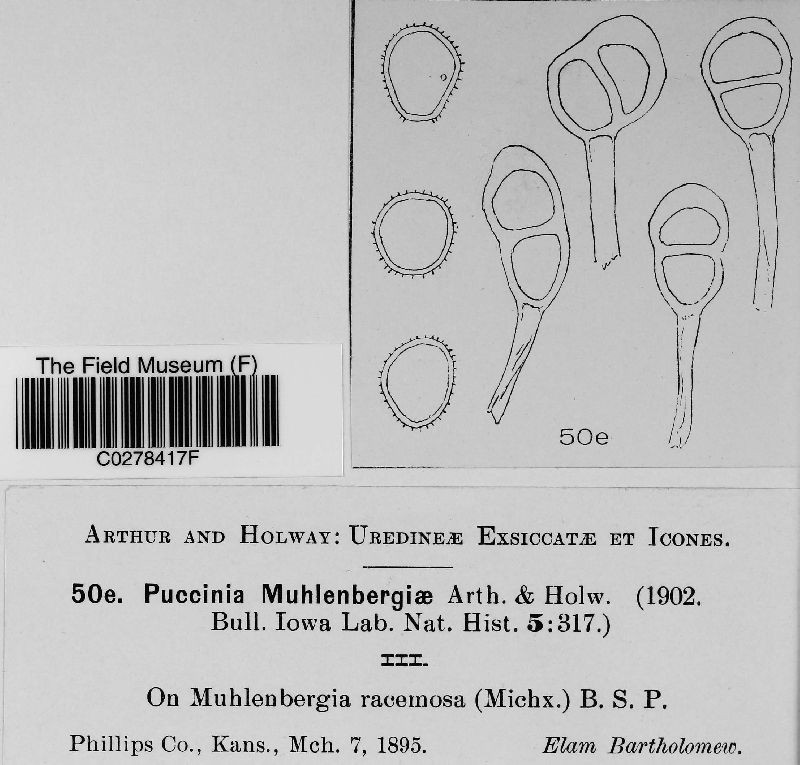 50e
The Field Museum (F)
C0278417F
ARTHUR AND HOLWAY: UREDINEÆ EXSICCATÆ ET ICONES.
50e. Puccinia Muhlenbergiæ Arth. & Holw. (1902.
Bull. Iowa Lab. Nat. Hist. 5:317.)
III.
On Muhlenbergia racemosa (Michx.) B. S. P.
Phillips Co., Kans., Mch. 7, 1895. Elam Bartholomew.